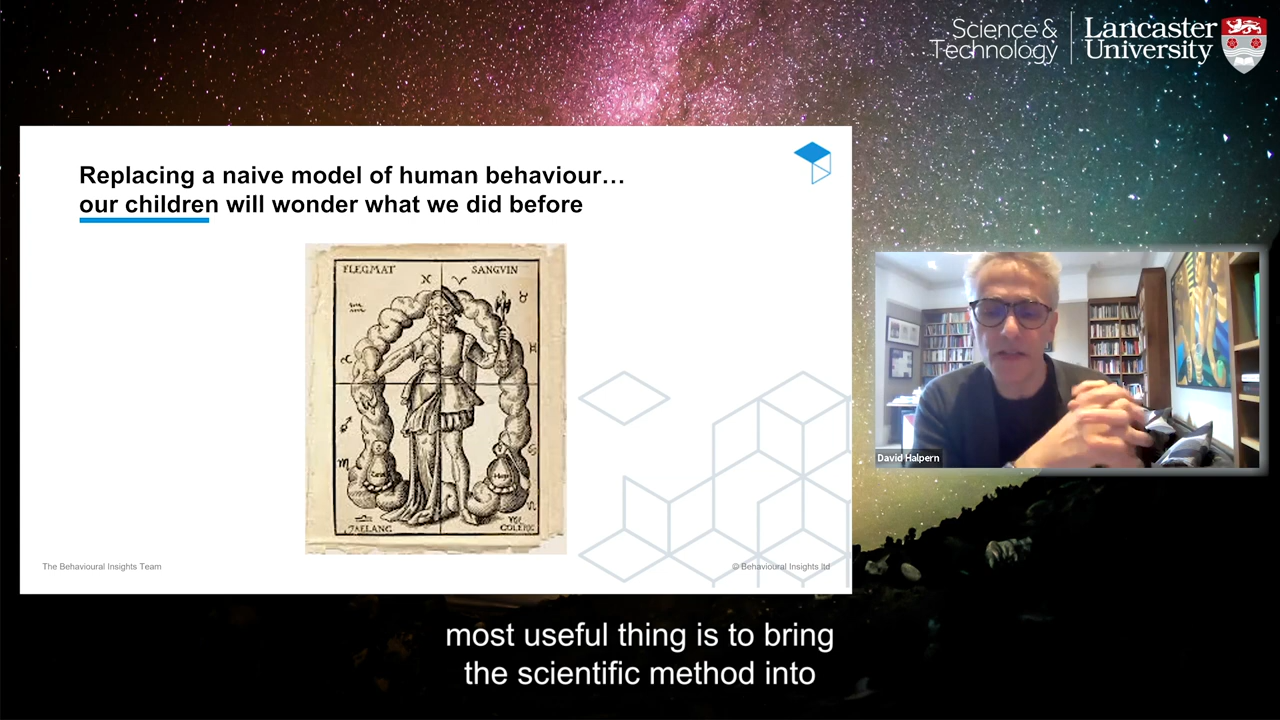 Science &
Technology
Lancaster
University
Replacing a naive model of human behaviour…
our children will wonder what we did before
FLEGMAT
SANGVIN
COLERIC
The Behavioural Insights Team
© Behavioural Insights ltd
David Halpern
most useful thing is to bring
the scientific method into